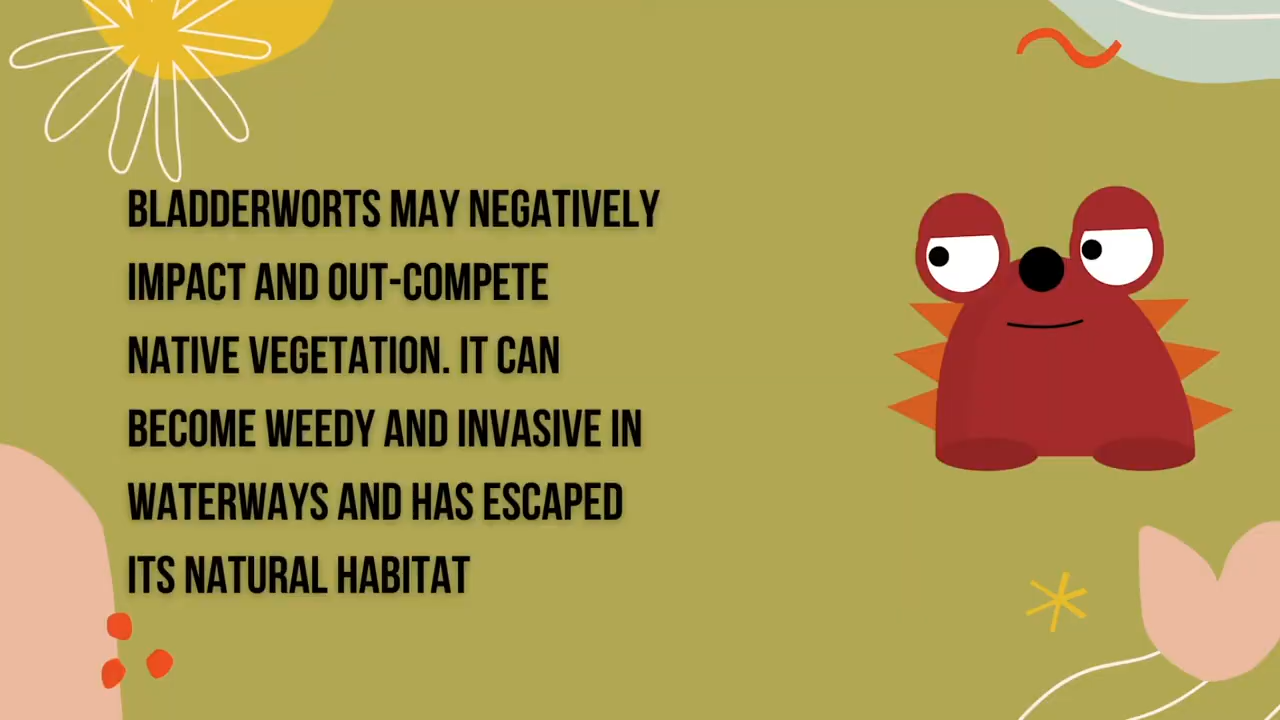 BLADDERWORTS MAY NEGATIVELY
IMPACT AND OUT-COMPETE
NATIVE VEGETATION. IT CAN
BECOME WEEDY AND INVASIVE IN
WATERWAYS AND HAS ESCAPED
ITS NATURAL HABITAT